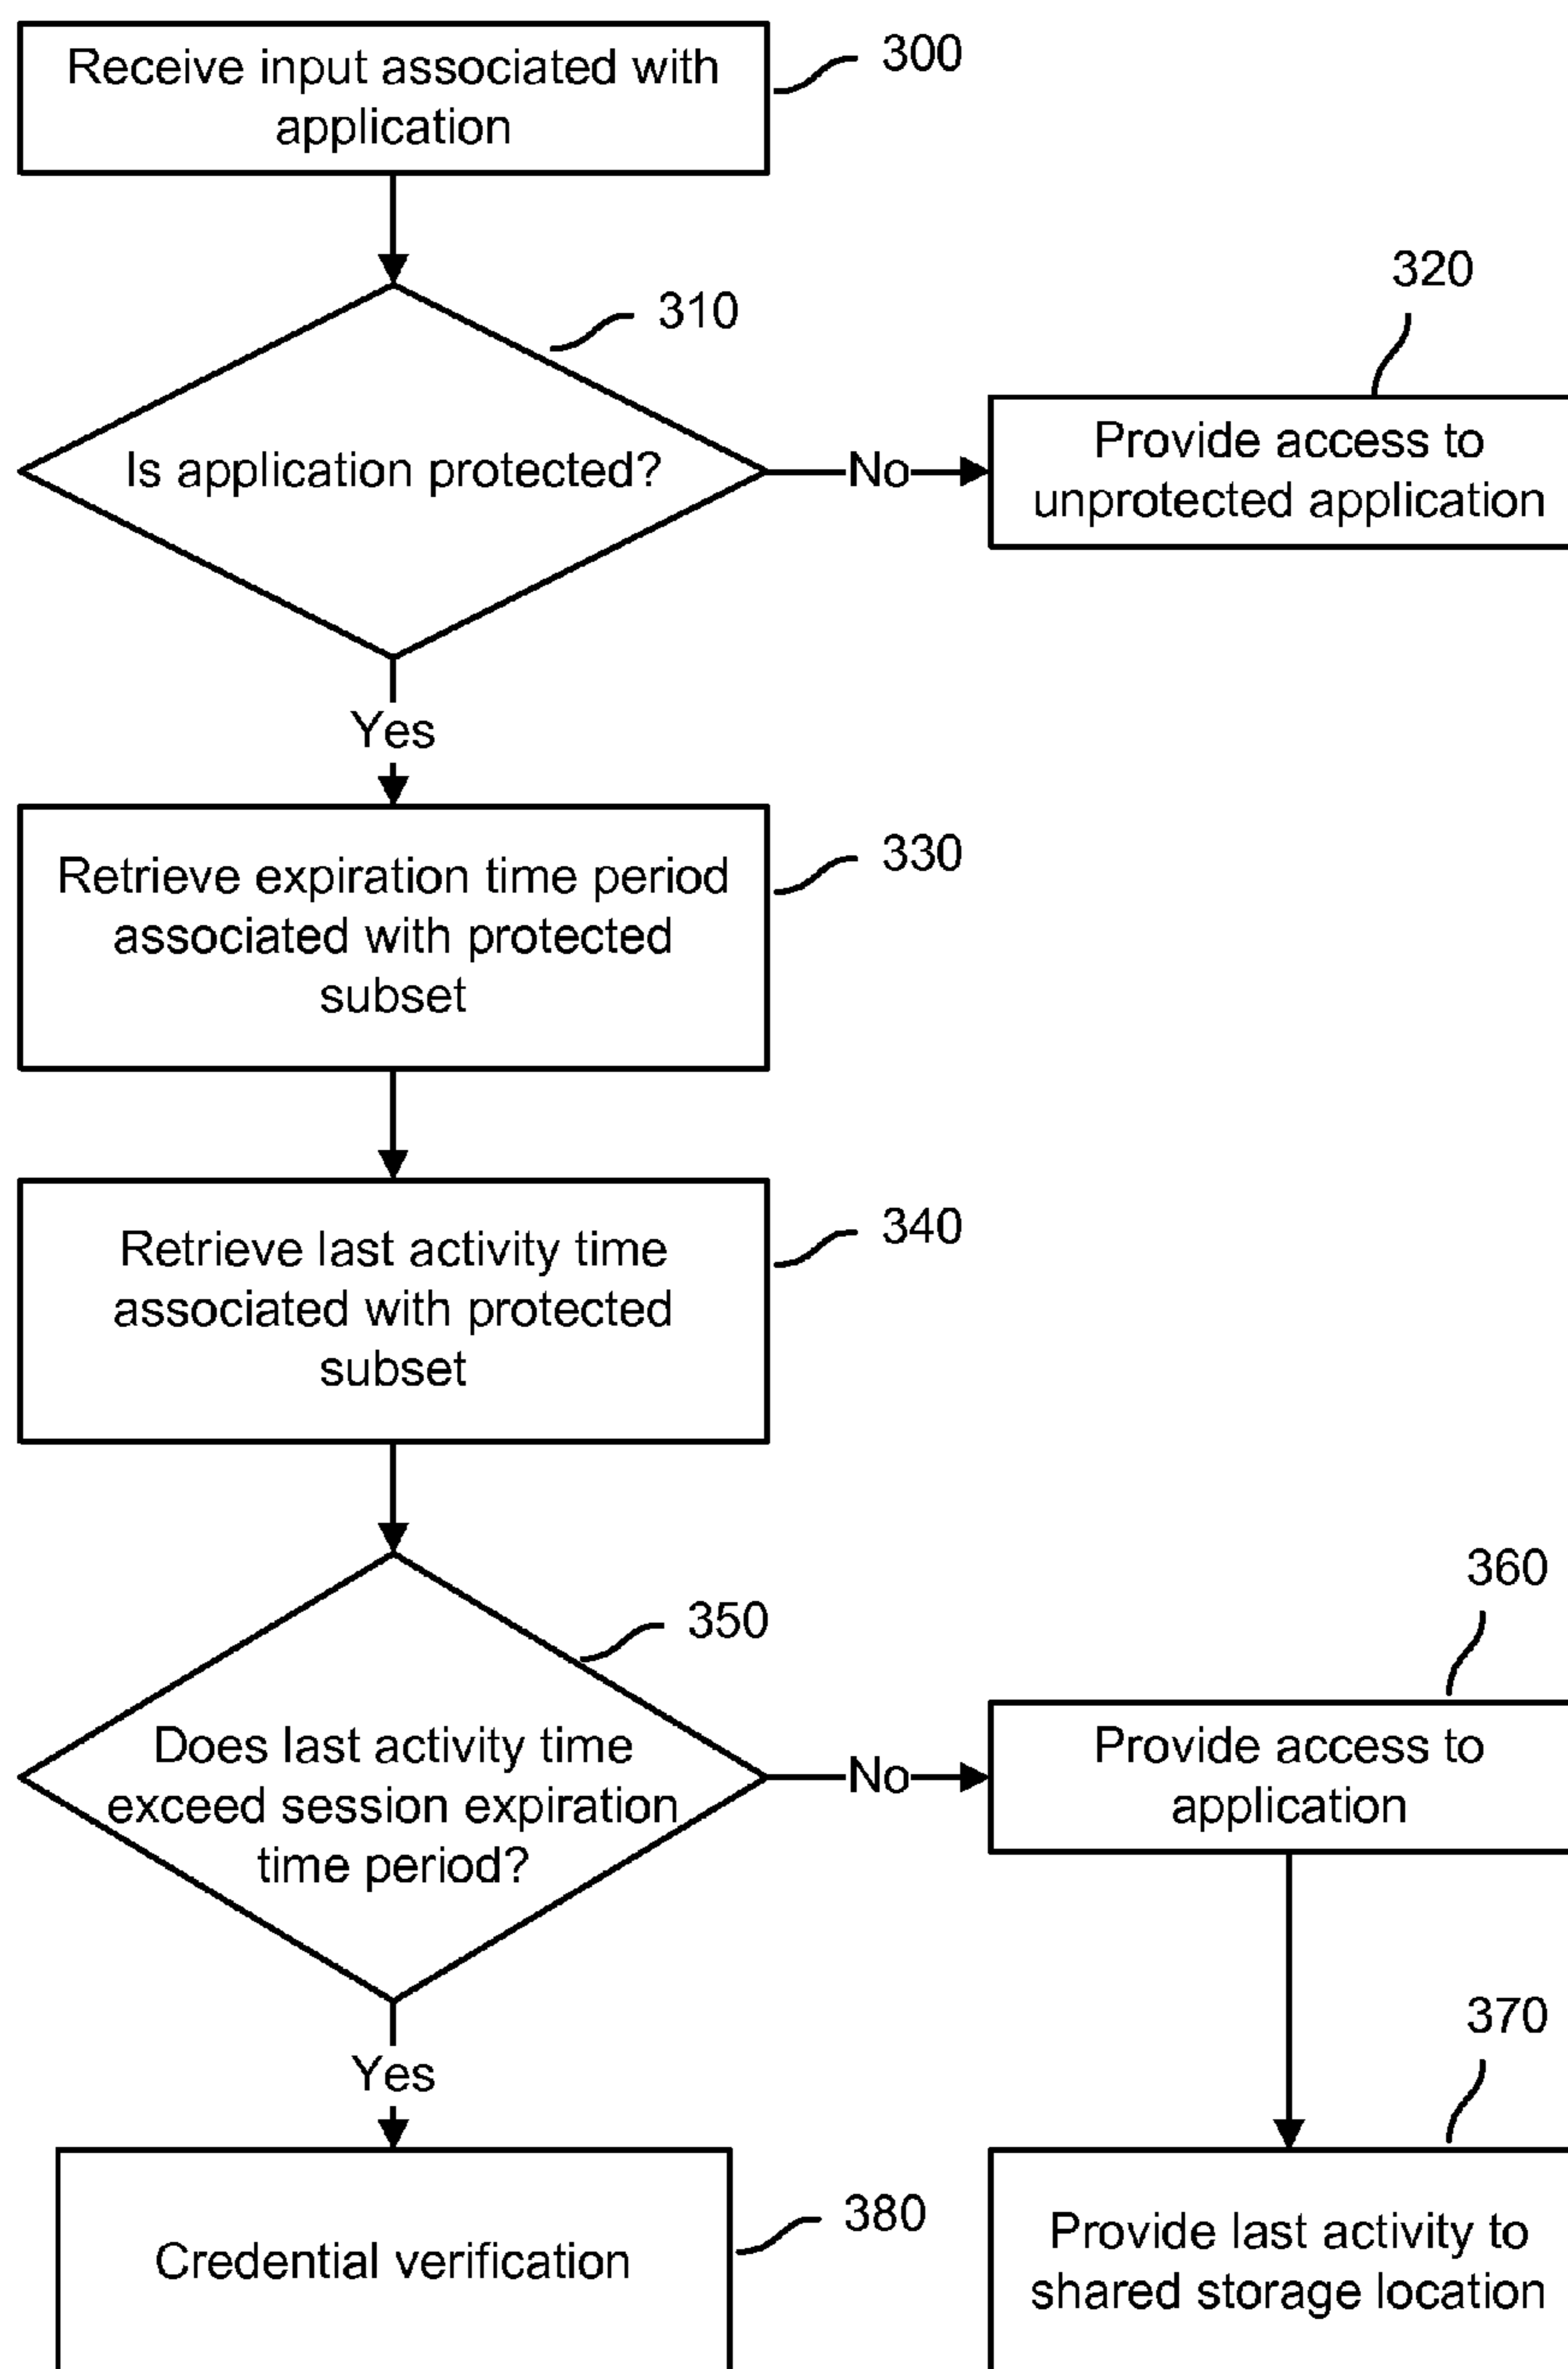 Receive input associated with
application
300
310
Is application protected?
No
320
Provide access to
unprotected application
Yes
Retrieve expiration time period
associated with protected
subset
330
Retrieve last activity time
associated with protected
subset
340
350
Does last activity time
exceed session expiration
time period?
No
360
Provide access to
application
370
Provide last activity to
shared storage location
Yes
Credential verification
380